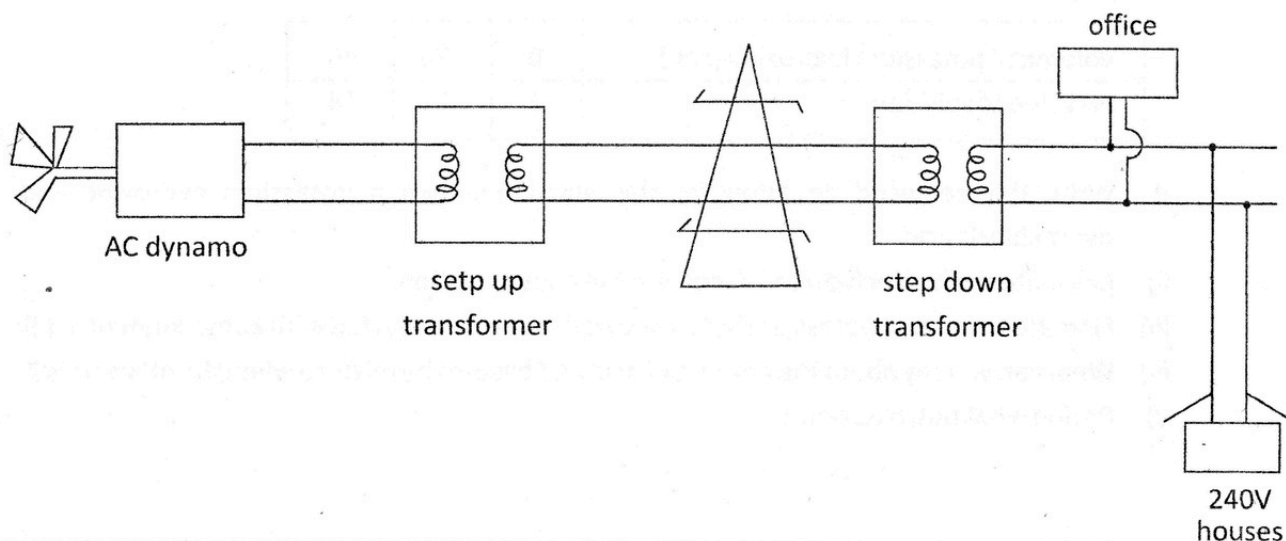 office
AC dynamo
setp up
transformer
step down
transformer
240V
houses